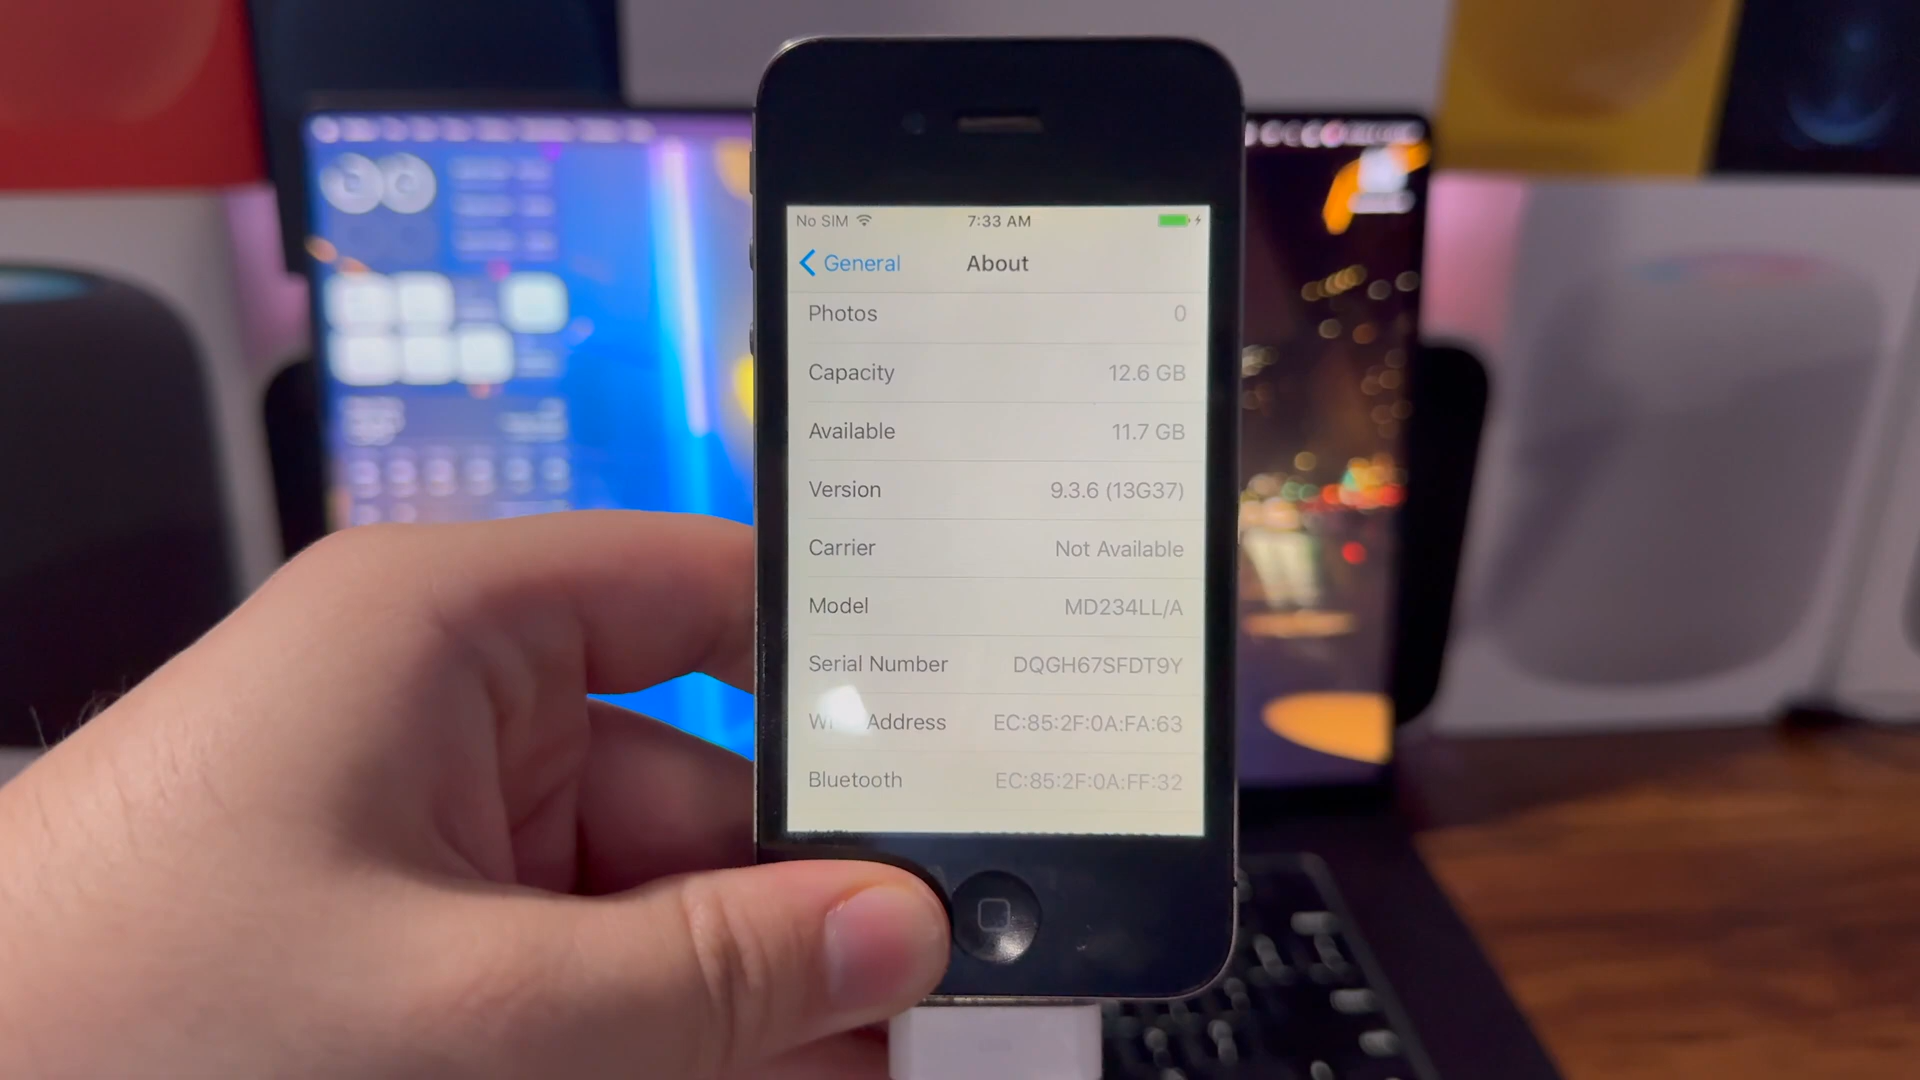 No SIM 7:33 AM
General About
Photos 0
Capacity 12.6 GB
Available 11.7 GB
Version 9.3.6 (13G37)
Carrier Not Available
Model MD234LL/A
Serial Number DQGH67SFDT9Y
Wi Address EC:85:2F:0A:FA:63
Bluetooth EC:85:2F:0A:FF:32